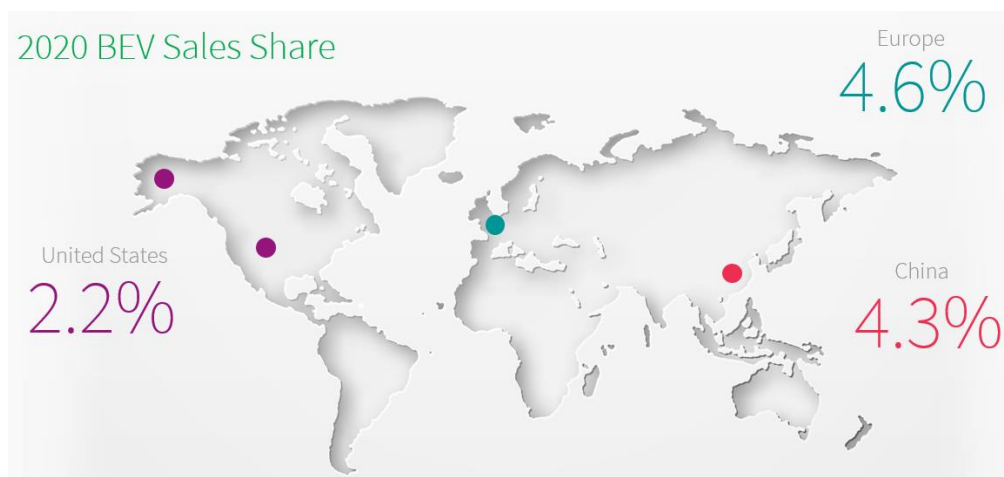 2020 BEV Sales Share
Europe
4.6%
United States
2.2%
China
4.3%